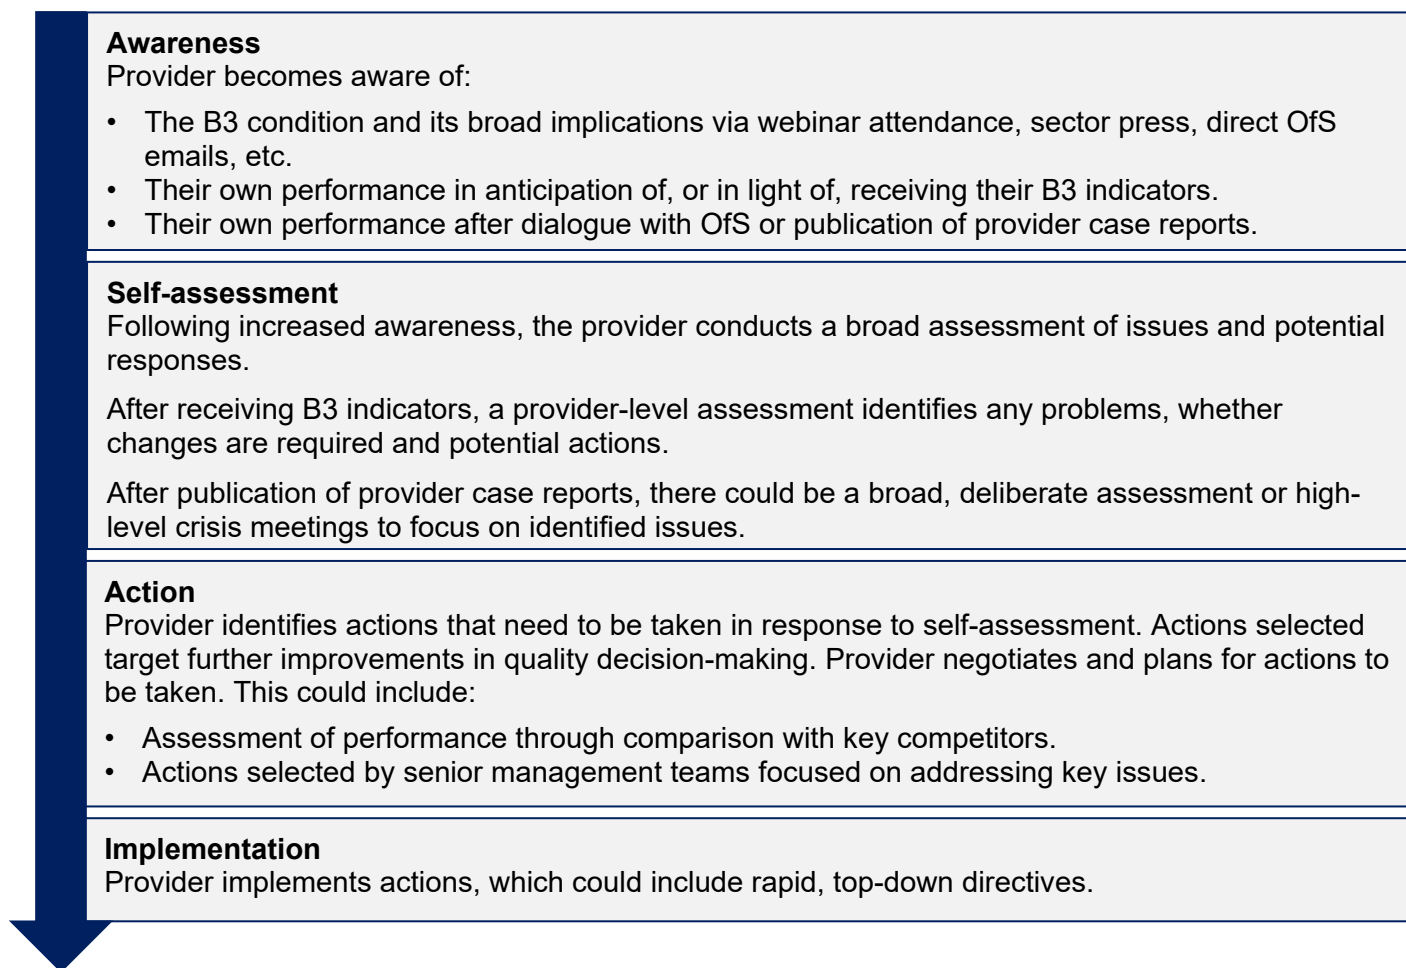 Awareness
Provider becomes aware of:
• The B3 condition and its broad implications via webinar attendance, sector press, direct OfS
emails, etc.
• Their own performance in anticipation of, or in light of, receiving their B3 indicators.
• Their own performance after dialogue with OfS or publication of provider case reports.
Self-assessment
Following increased awareness, the provider conducts a broad assessment of issues and potential
responses.
After receiving B3 indicators, a provider-level assessment identifies any problems, whether
changes are required and potential actions.
After publication of provider case reports, there could be a broad, deliberate assessment or high-
level crisis meetings to focus on identified issues.
Action
Provider identifies actions that need to be taken in response to self-assessment. Actions selected
target further improvements in quality decision-making. Provider negotiates and plans for actions to
be taken. This could include:
• Assessment of performance through comparison with key competitors.
• Actions selected by senior management teams focused on addressing key issues.
Implementation
Provider implements actions, which could include rapid, top-down directives.